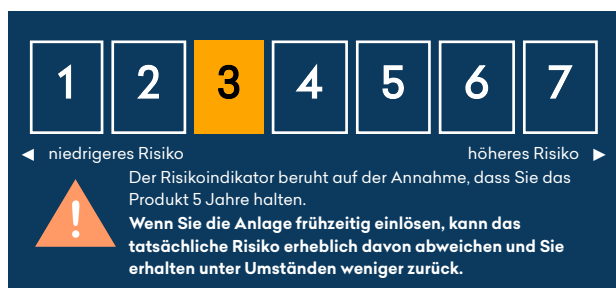 1 2 3 4 5 6 7
◄ niedrigeres Risiko höheres Risiko ►
Der Risikoindikator beruht auf der Annahme, dass Sie das
Produkt 5 Jahre halten.
Wenn Sie die Anlage frühzeitig einlösen, kann das
tatsächliche Risiko erheblich davon abweichen und Sie
erhalten unter Umständen weniger zurück.